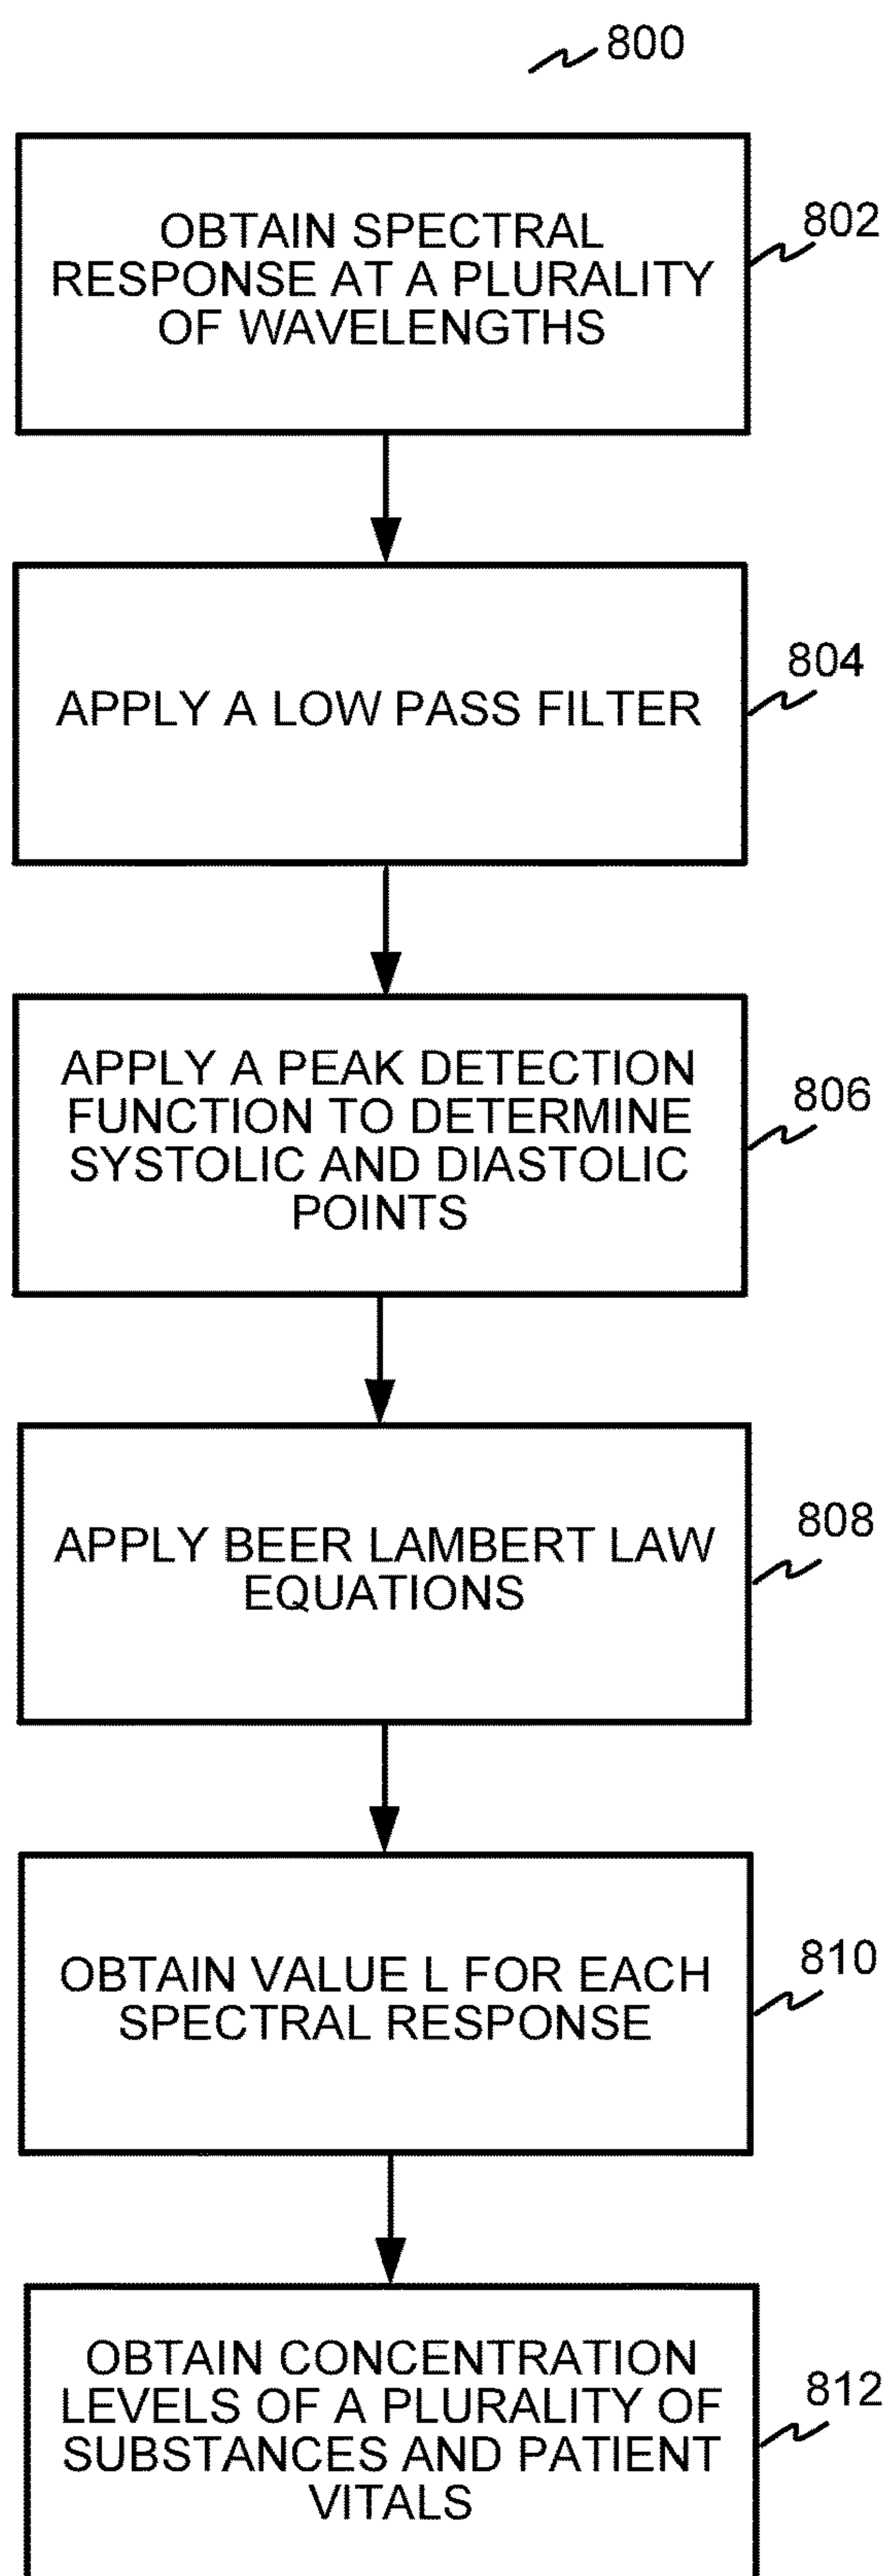 800
OBTAIN SPECTRAL
RESPONSE AT A PLURALITY
OF WAVELENGTHS
802
APPLY A LOW PASS FILTER
804
APPLY A PEAK DETECTION
FUNCTION TO DETERMINE
SYSTOLIC AND DIASTOLIC
POINTS
806
APPLY BEER LAMBERT LAW
EQUATIONS
808
OBTAIN VALUE L FOR EACH
SPECTRAL RESPONSE
810
OBTAIN CONCENTRATION
LEVELS OF A PLURALITY OF
SUBSTANCES AND PATIENT
VITALS
812